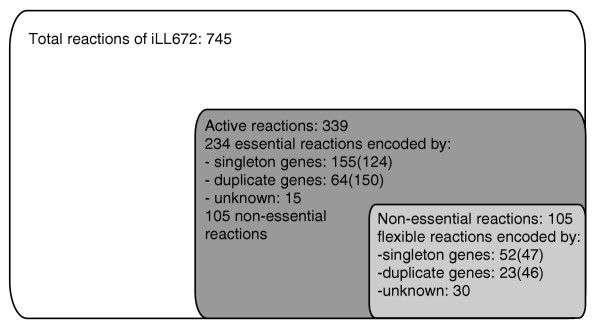 Total reactions of iLL672: 745
Active reactions: 339
234 essential reactions encoded by:
- singleton genes: 155(124)
- duplicate genes: 64(150)
- unknown: 15
105 non-essential
reactions
Non-essential reactions: 105
flexible reactions encoded by:
-singleton genes: 52(47)
-duplicate genes: 23(46)
-unknown: 30